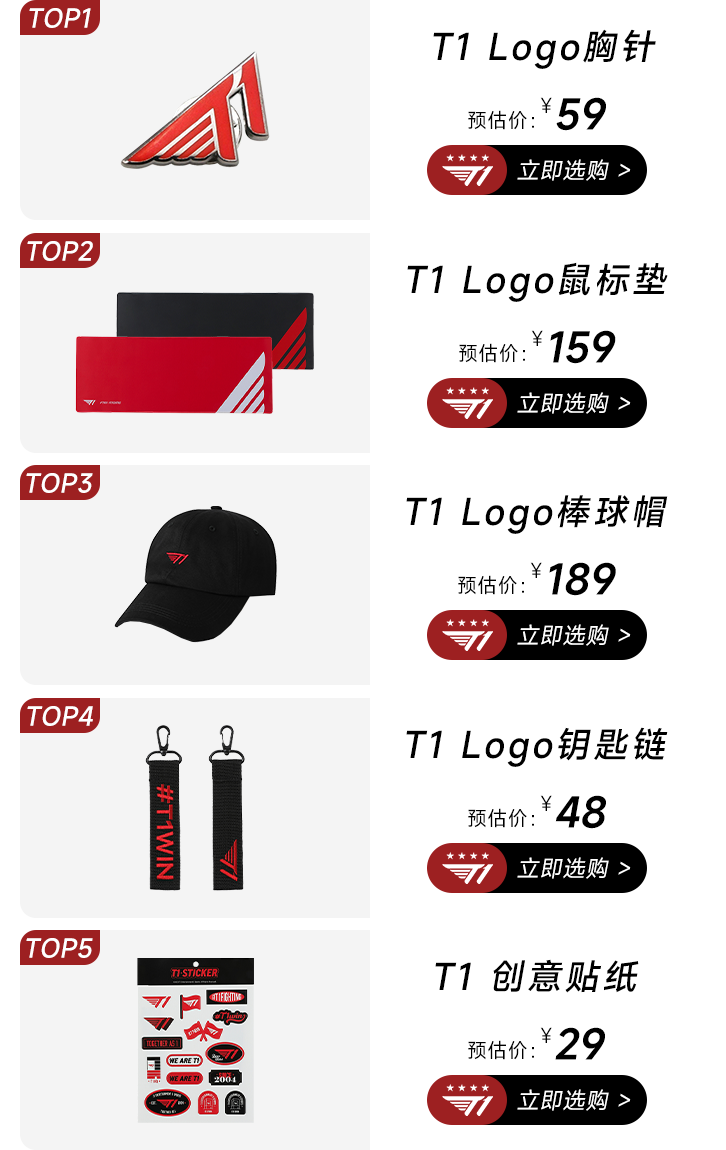 TOP1
T1 Logo胸针
预估价: ¥59
T1 立即选购 >
TOP2
T1 Logo鼠标垫
预估价: ¥159
T1 立即选购 >
TOP3
T1 Logo棒球帽
预估价: ¥189
T1 立即选购 >
TOP4
#T1WIN
T1 Logo钥匙链
预估价: ¥48
T1 立即选购 >
TOP5
T1-STICKER
#T1FIGHTING
#T1win
TOGETHER AS 1
WE ARE T1
WE ARE T1
2004
T1 创意贴纸
预估价: ¥29
T1 立即选购 >